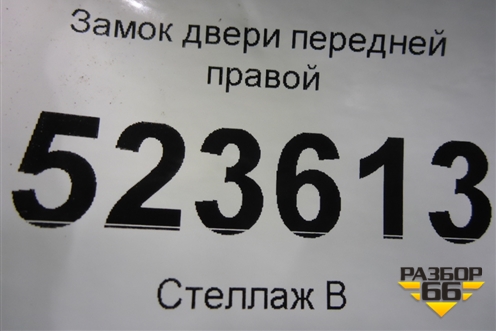 Замок двери передней
правой
523613
Стеллаж В
РАЗБОР
66